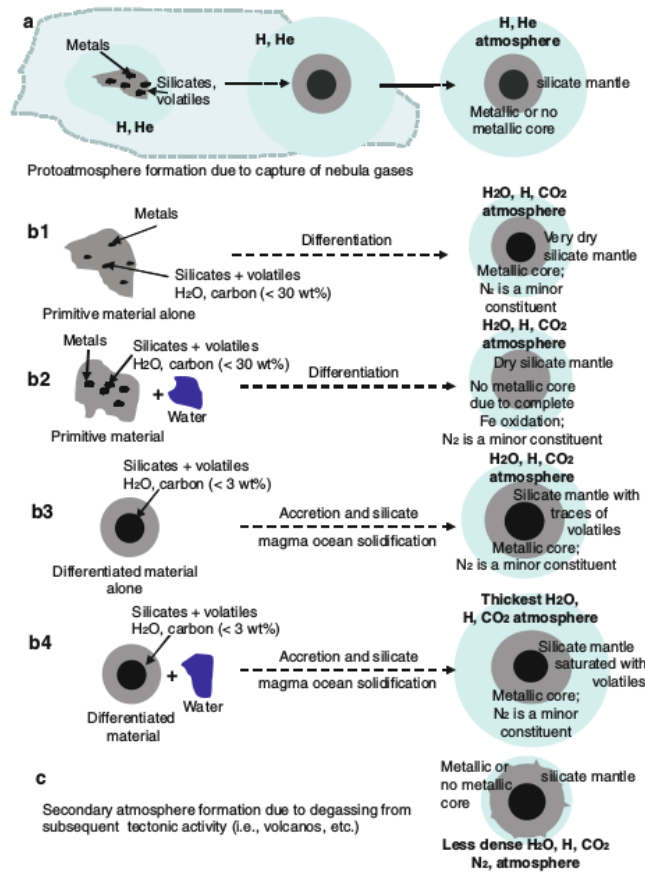 a
Metals
Silicates,
volatiles
H, He
H, He
H, He
atmosphere
silicate mantle
Metallic or no
metallic core
Protoatmosphere formation due to capture of nebula gases
b1
Metals
Silicates + volatiles
H2O, carbon (< 30 wt%)
Primitive material alone
Differentiation
H2O, H, CO2
atmosphere
Very dry
silicate mantle
Metallic core;
N2 is a minor
constituent
b2
Metals
Silicates + volatiles
H2O, carbon (< 30 wt%)
+
Water
Primitive material
Differentiation
H2O, H, CO2
atmosphere
Dry silicate mantle
No metallic core
due to complete
Fe oxidation;
N2 is a minor constituent
b3
Silicates + volatiles
H2O, carbon (< 3 wt%)
Differentiated material
alone
Accretion and silicate
magma ocean solidification
H2O, H, CO2
atmosphere
Silicate mantle with
traces of
volatiles
Metallic core;
N2 is a minor constituent
b4
Silicates + volatiles
H2O, carbon (< 3 wt%)
+
Water
Differentiated
material
Accretion and silicate
magma ocean solidification
Thickest H2O,
H, CO2 atmosphere
Silicate mantle
saturated with
volatiles
Metallic core;
N2 is a minor
constituent
c
Secondary atmosphere formation due to degassing from
subsequent tectonic activity (i.e., volcanos, etc.)
Metallic or
no metallic
core
silicate mantle
Less dense H2O, H, CO2
N2, atmosphere